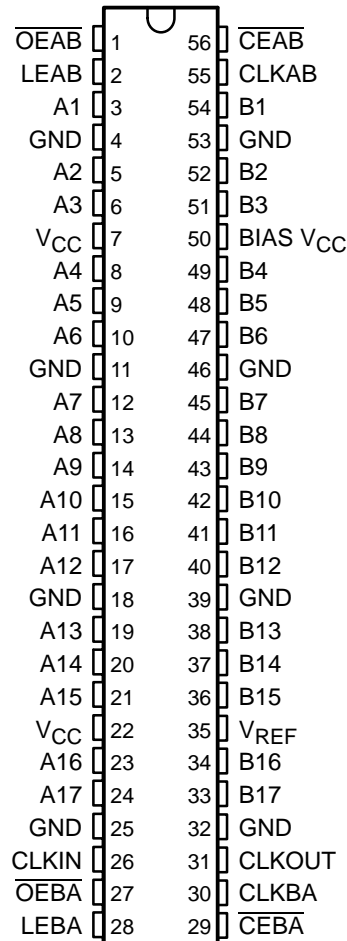 O̅E̅A̅B̅ 1 56 C̅E̅A̅B̅
LEAB 2 55 CLKAB
A1 3 54 B1
GND 4 53 GND
A2 5 52 B2
A3 6 51 B3
VCC 7 50 BIAS VCC
A4 8 49 B4
A5 9 48 B5
A6 10 47 B6
GND 11 46 GND
A7 12 45 B7
A8 13 44 B8
A9 14 43 B9
A10 15 42 B10
A11 16 41 B11
A12 17 40 B12
GND 18 39 GND
A13 19 38 B13
A14 20 37 B14
A15 21 36 B15
VCC 22 35 VREF
A16 23 34 B16
A17 24 33 B17
GND 25 32 GND
CLKIN 26 31 CLKOUT
O̅E̅B̅A̅ 27 30 CLKBA
LEBA 28 29 C̅E̅B̅A̅